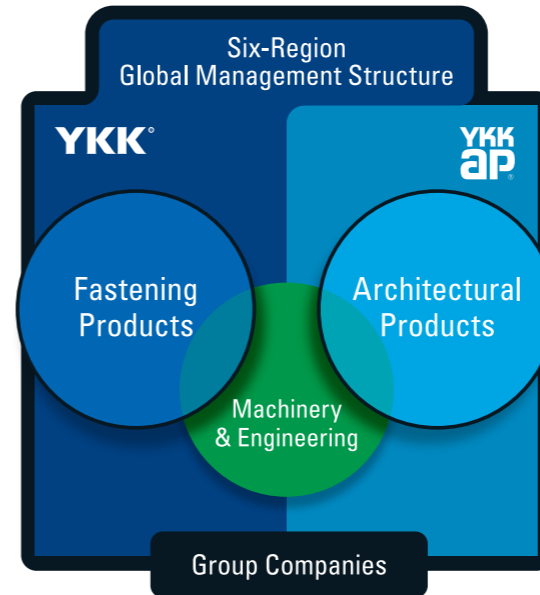 Six-Region
Global Management Structure
YKK
YKK
ap
Fastening
Products
Architectural
Products
Machinery
& Engineering
Group Companies